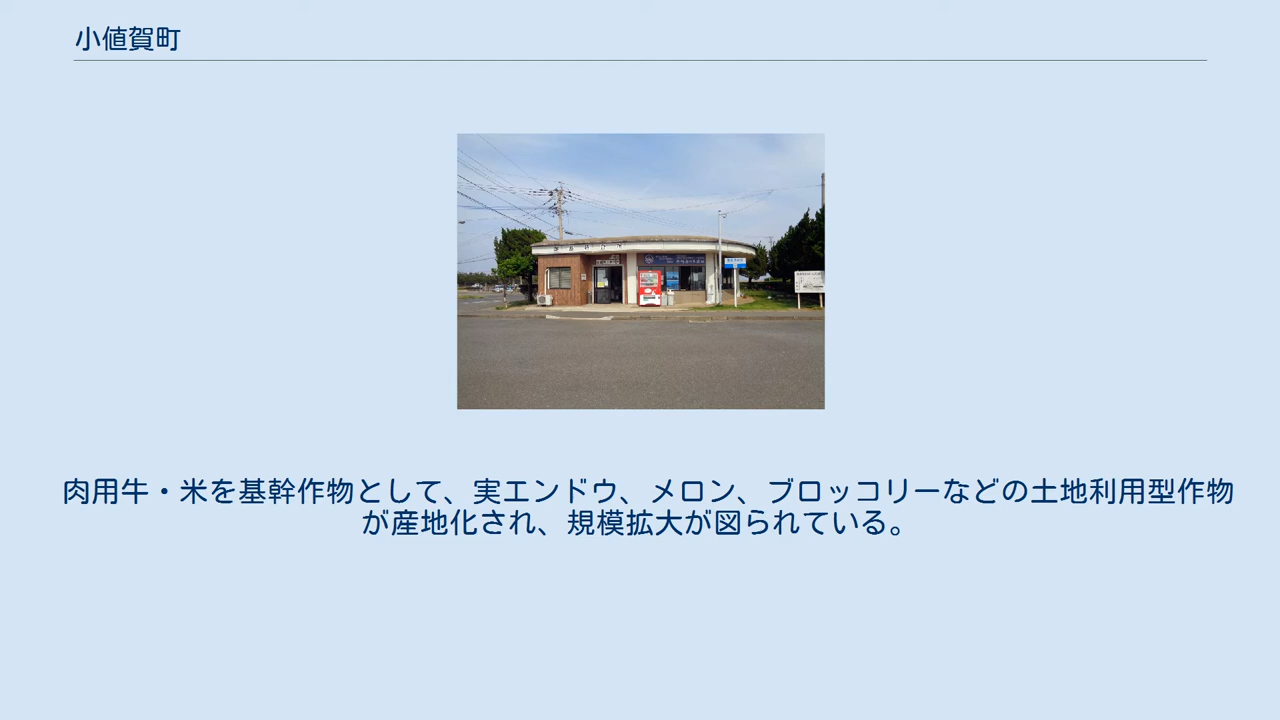 小値賀町
肉用牛・米を基幹作物として、実エンドウ、メロン、ブロッコリーなどの土地利用型作物
が産地化され、規模拡大が図られている。